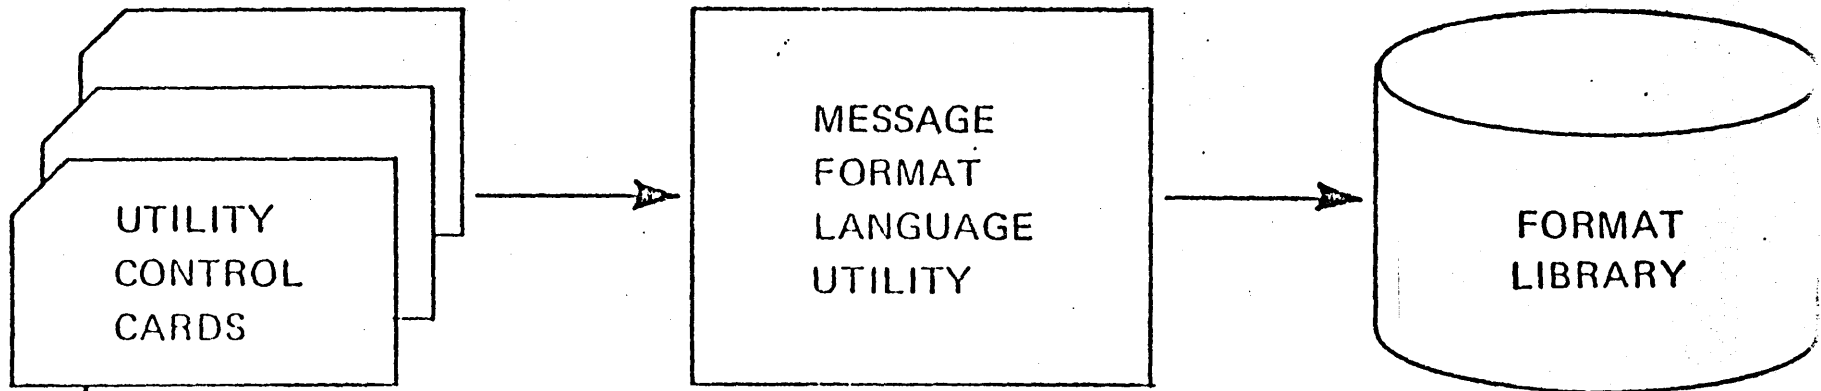 UTILITY
CONTROL
CARDS
MESSAGE
FORMAT
LANGUAGE
UTILITY
FORMAT
LIBRARY